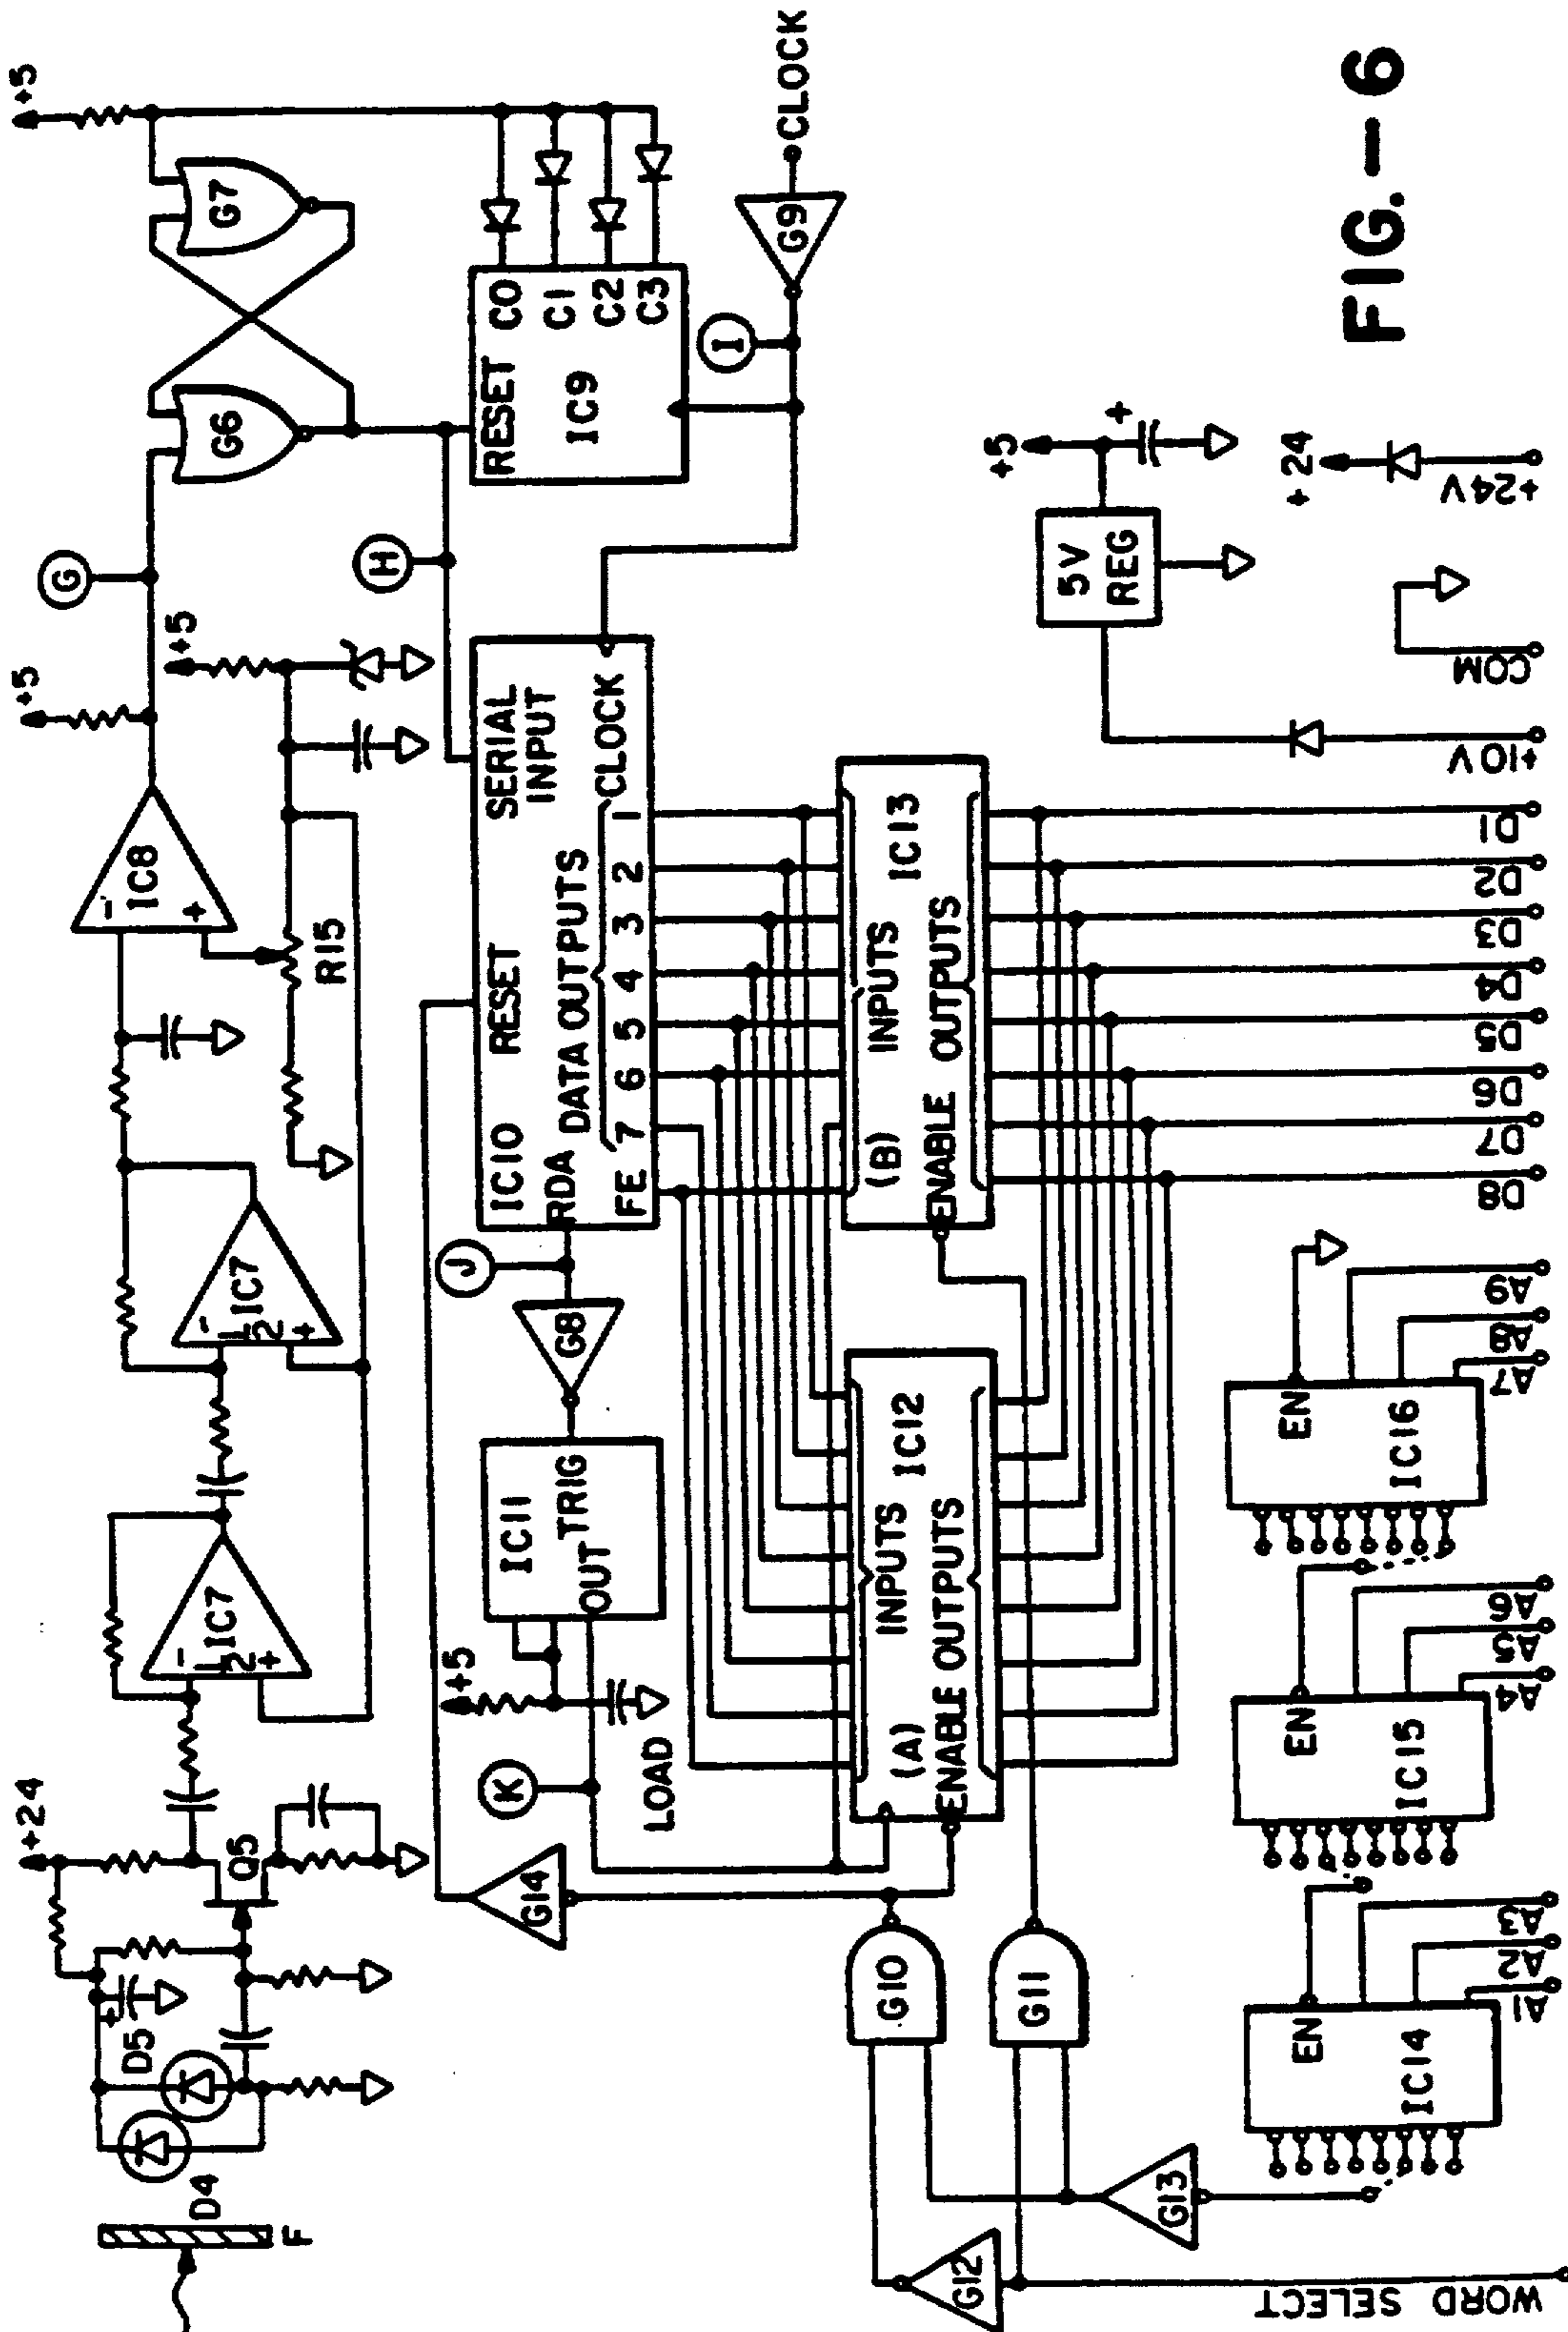 F
D4
D5
+24
Q5
-
1/2
IC7
+
-
1/2
IC7
+
-
IC8
+
R15
+5
+5
G
G6
G7
+5
H
RESET
C0
C1
C2
C3
IC9
I
G9
CLOCK
IC10
RESET
SERIAL
INPUT
RDA
DATA OUTPUTS
CLOCK
FE 7 6 5 4 3 2 1
J
G8
IC11
TRIG
OUT
+5
K
LOAD
G14
IC12
INPUTS
(A)
ENABLE OUTPUTS
IC13
INPUTS
(B)
ENABLE OUTPUTS
G10
G11
G12
G13
WORD SELECT
EN
IC14
A1
A2
A3
EN
IC15
A4
A5
A6
EN
IC16
A7
A8
A9
D8
D7
D6
D5
D4
D3
D2
D1
+10V
COM
+24V
5V
REG
+5
+
+24
+
FIG.-6